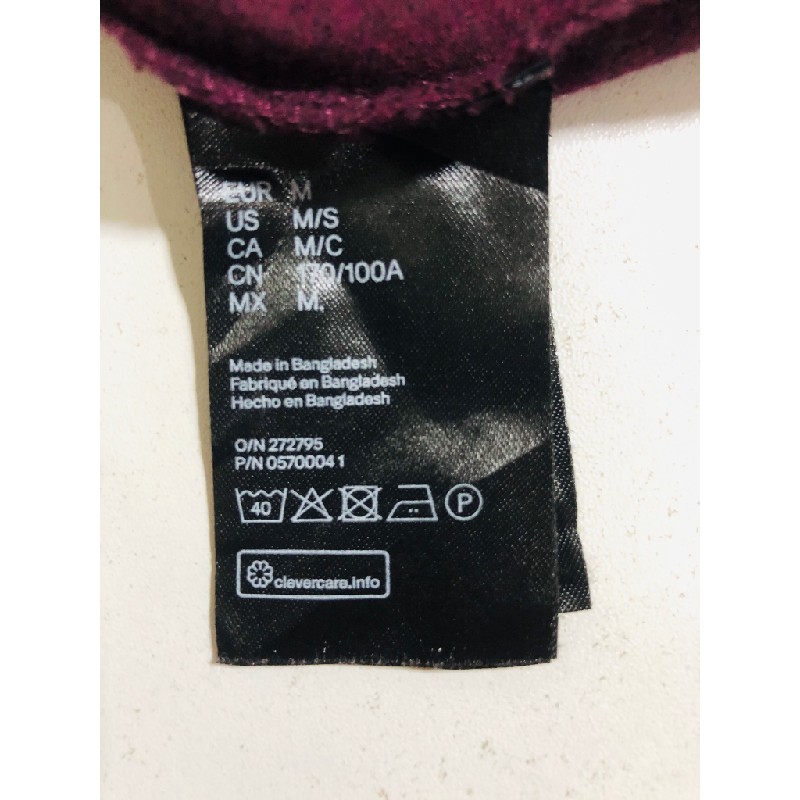 EUR M
US M/S
CA M/C
CN 170/100A
MX M.
Made in Bangladesh
Fabriqué en Bangladesh
Hecho en Bangladesh
O/N 272795
P/N 05700041
40 P
clevercare.info